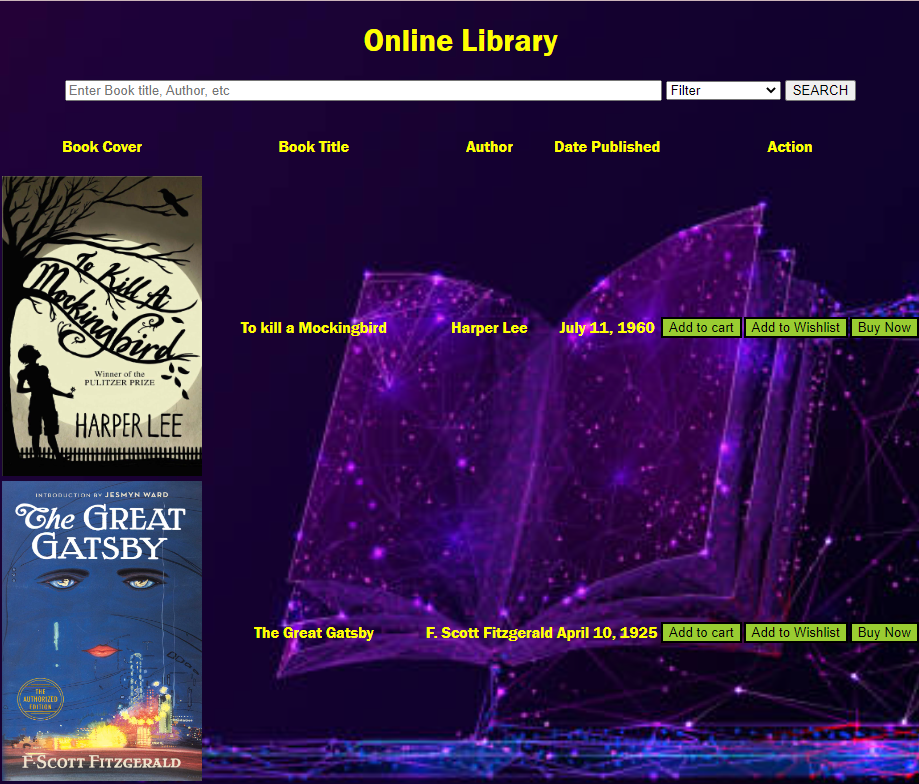 Online Library
Enter Book title, Author, etc Filter SEARCH
Book Cover Book Title Author Date Published Action
To Kill A
Mockingbird
Winner of the
PULITZER PRIZE
HARPER LEE
To kill a Mockingbird Harper Lee July 11, 1960 Add to cart Add to Wishlist Buy Now
INTRODUCTION BY JESMYN WARD
The GREAT
GATSBY
THE
AUTHORIZED
EDITION
F·SCOTT FITZGERALD
The Great Gatsby F. Scott Fitzgerald April 10, 1925 Add to cart Add to Wishlist Buy Now